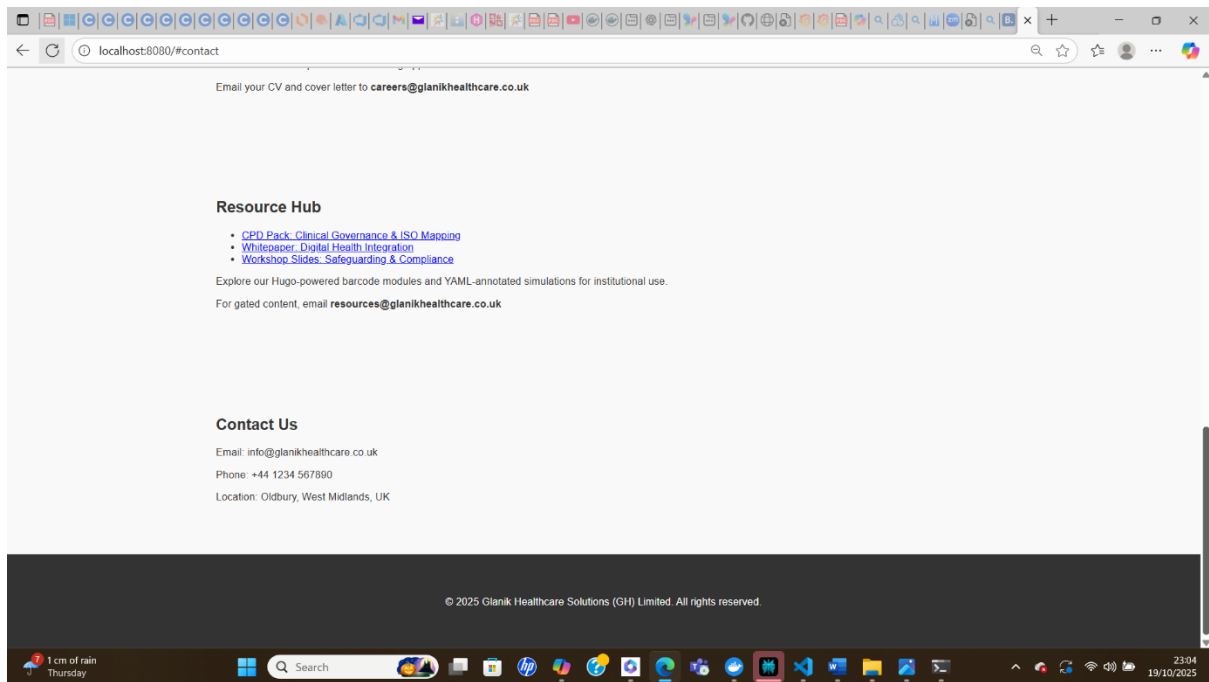 localhost:8080/#contact
Email your CV and cover letter to careers@glanikhealthcare.co.uk
Resource Hub
• CPD Pack: Clinical Governance & ISO Mapping
• Whitepaper: Digital Health Integration
• Workshop Slides: Safeguarding & Compliance
Explore our Hugo-powered barcode modules and YAML-annotated simulations for institutional use.
For gated content, email resources@glanikhealthcare.co.uk
Contact Us
Email: info@glanikhealthcare.co.uk
Phone: +44 1234 567890
Location: Oldbury, West Midlands, UK
© 2025 Glanik Healthcare Solutions (GH) Limited. All rights reserved.
7
1 cm of rain
Thursday
Search
23:04
19/10/2025